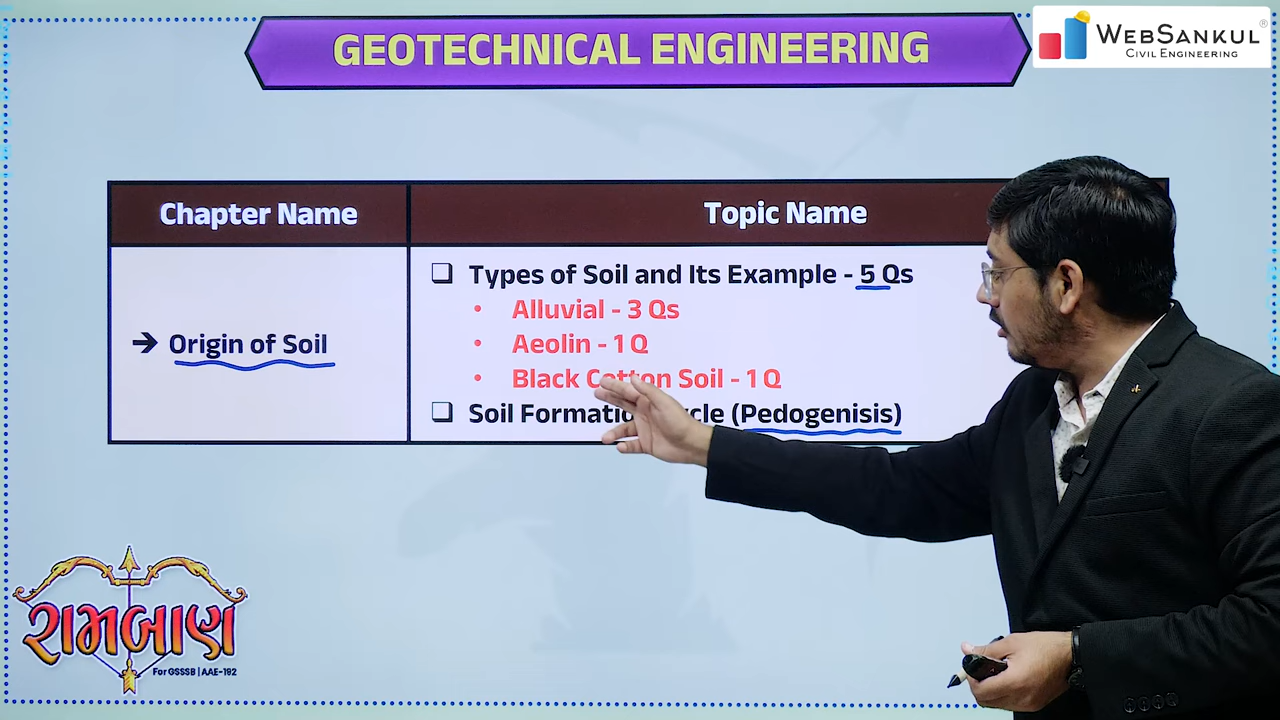 GEOTECHNICAL ENGINEERING
WEBSANKUL®
CIVIL ENGINEERING
Chapter Name
Topic Name
→ Origin of Soil
❑ Types of Soil and Its Example - 5 Qs
• Alluvial - 3 Qs
• Aeolin - 1 Q
• Black Cotton Soil - 1 Q
❑ Soil (Pedogenisis)
રામબાણ
For GSSSB | AAE-192